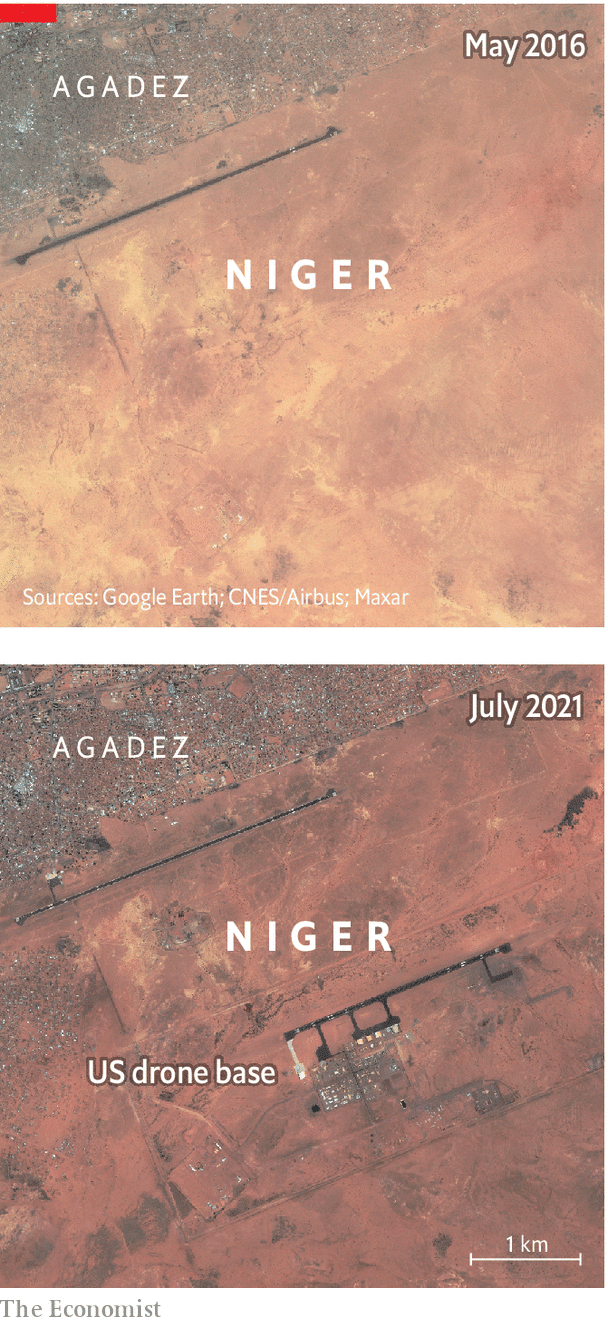 May 2016
AGADEZ
NIGER
Sources: Google Earth; CNES/Airbus; Maxar
July 2021
AGADEZ
NIGER
US drone base
1 km
The Economist